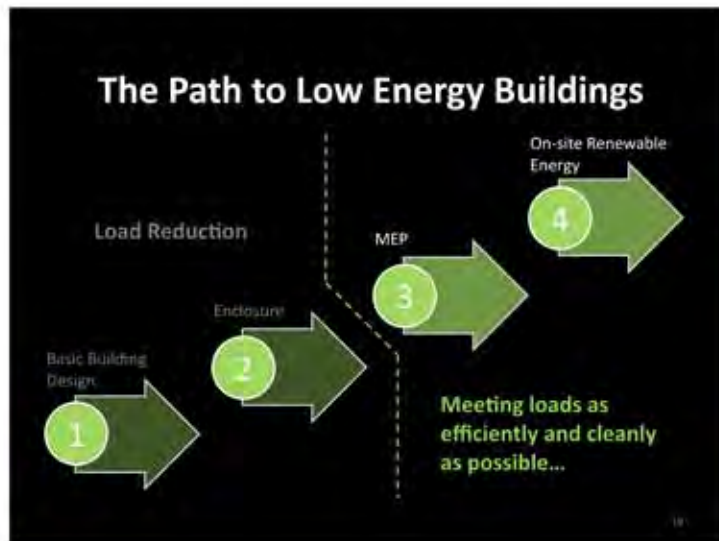 The Path to Low Energy Buildings
On-site Renewable
Energy
4
Load Reduction
MEP
3
Enclosure
2
Basic Building
Design
1
Meeting loads as
efficiently and cleanly
as possible...